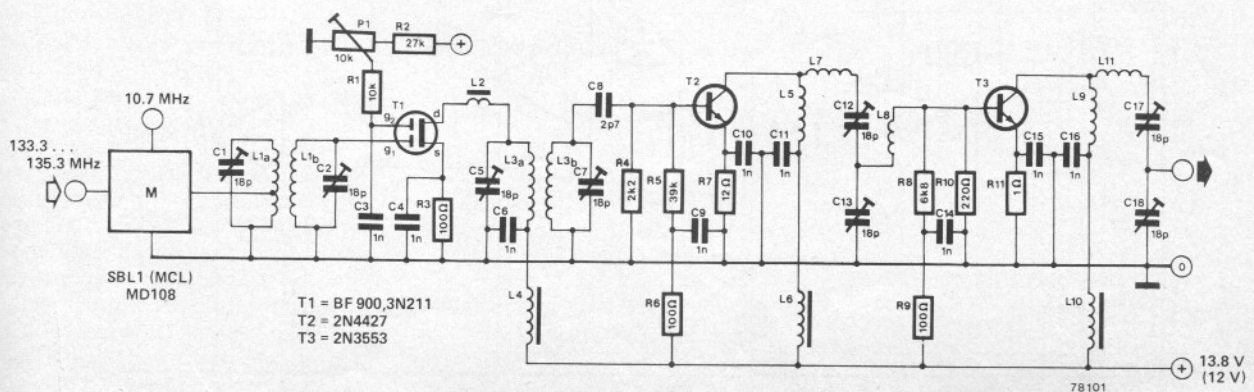 P1
R2
27k
+
10k
10.7 MHz
R1
10k
T1
g2
g1
d
s
L2
C8
2p7
T2
L7
L5
C12
18p
L8
T3
L11
L9
C17
18p
133.3 ...
135.3 MHz
M
C1
18p
L1a
L1b
C2
18p
C3
1n
C4
1n
R3
100Ω
C5
18p
C6
1n
L3a
L3b
C7
18p
R4
2k2
R5
39k
C10
1n
C11
1n
R7
12Ω
C9
1n
C13
18p
R8
6k8
R10
220Ω
C14
1n
C15
1n
C16
1n
R11
1Ω
C18
18p
0
SBL1 (MCL)
MD108
T1 = BF 900,3N211
T2 = 2N4427
T3 = 2N3553
L4
R6
100Ω
L6
R9
100Ω
L10
+
13.8 V
(12 V)
78101